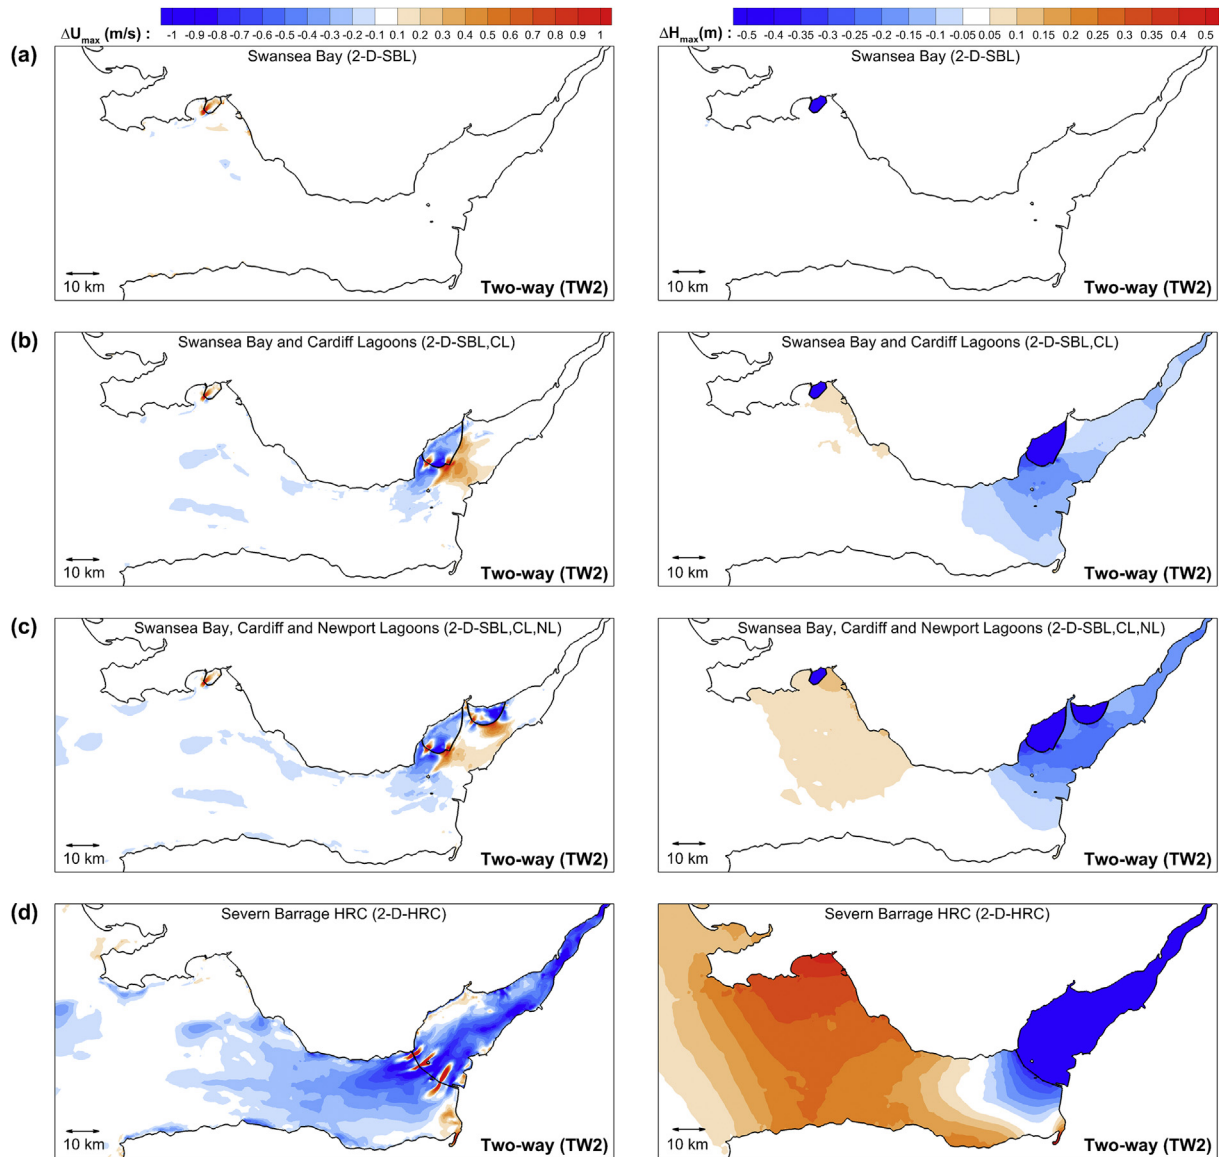 ΔUmax (m/s) : -1 -0.9 -0.8 -0.7 -0.6 -0.5 -0.4 -0.3 -0.2 -0.1 0.1 0.2 0.3 0.4 0.5 0.6 0.7 0.8 0.9 1
ΔHmax(m) : -0.5 -0.4 -0.35 -0.3 -0.25 -0.2 -0.15 -0.1 -0.05 0.05 0.1 0.15 0.2 0.25 0.3 0.35 0.4 0.5
(a)
Swansea Bay (2-D-SBL)
10 km
Two-way (TW2)
Swansea Bay (2-D-SBL)
10 km
Two-way (TW2)
(b)
Swansea Bay and Cardiff Lagoons (2-D-SBL,CL)
10 km
Two-way (TW2)
Swansea Bay and Cardiff Lagoons (2-D-SBL,CL)
10 km
Two-way (TW2)
(c)
Swansea Bay, Cardiff and Newport Lagoons (2-D-SBL,CL,NL)
10 km
Two-way (TW2)
Swansea Bay, Cardiff and Newport Lagoons (2-D-SBL,CL,NL)
10 km
Two-way (TW2)
(d)
Severn Barrage HRC (2-D-HRC)
10 km
Two-way (TW2)
Severn Barrage HRC (2-D-HRC)
10 km
Two-way (TW2)